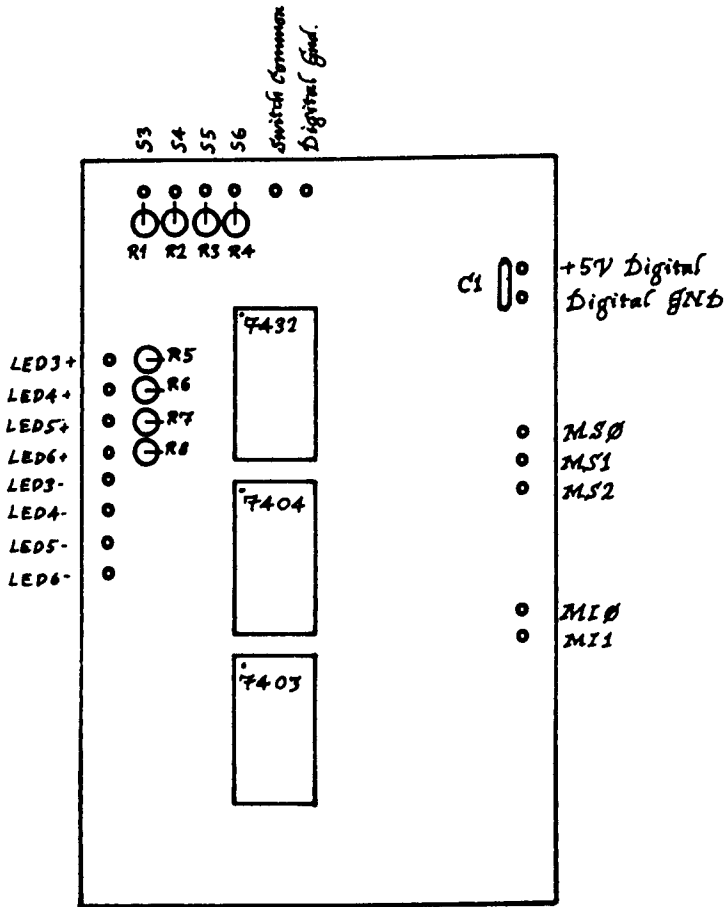 S3
S4
S5
S6
Switch Common
Digital Gnd.
R1 R2 R3 R4
C1
+5V Digital
Digital GND
7432
LED3+
R5
LED4+
R6
LED5+
R7
LED6+
R8
LED3-
LED4-
LED5-
LED6-
MSØ
MS1
MS2
7404
MIØ
MI1
7403